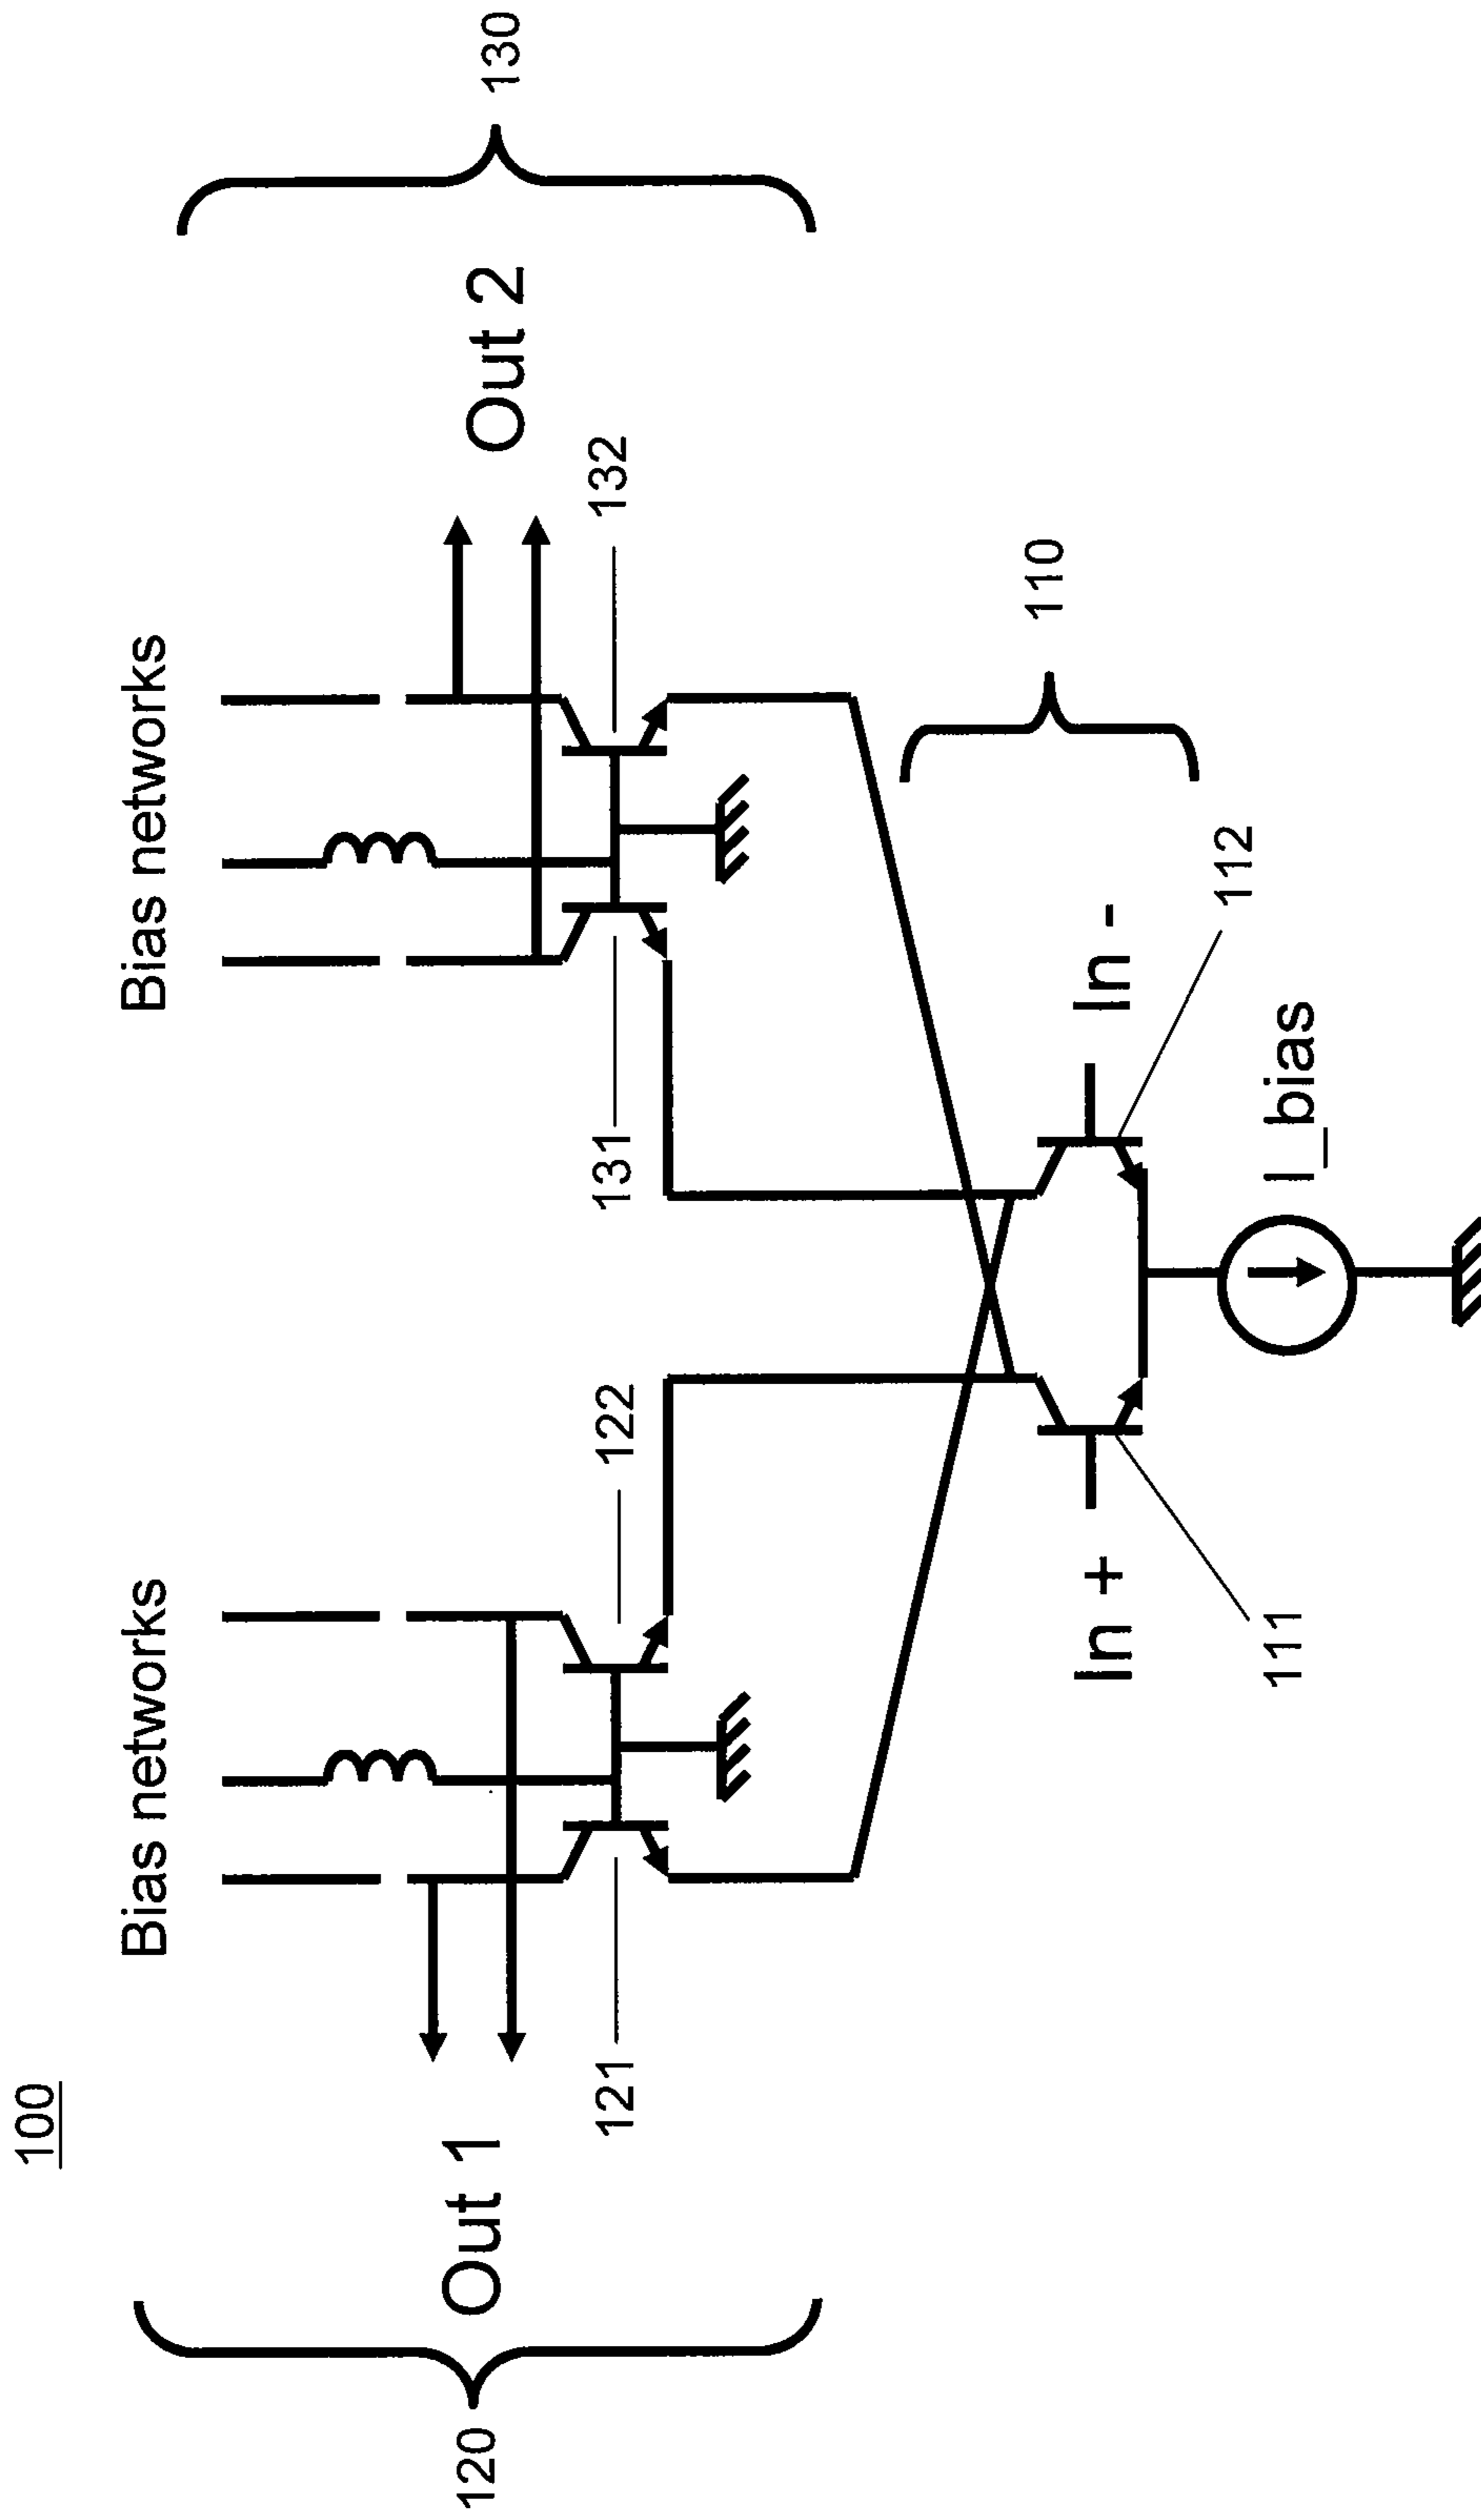 100
Bias networks
Bias networks
120
Out 1
Out 2
130
121
122
131
132
110
In +
In -
111
112
I_bias